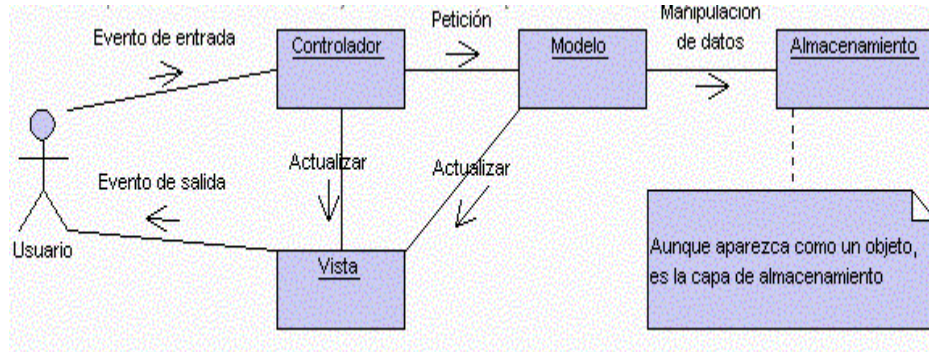 Evento de entrada
Controlador
Petición
Modelo
Manipulacion
de datos
Almacenamiento
Actualizar
Actualizar
Evento de salida
Usuario
Vista
Aunque aparezca como un objeto,
es la capa de almacenamiento